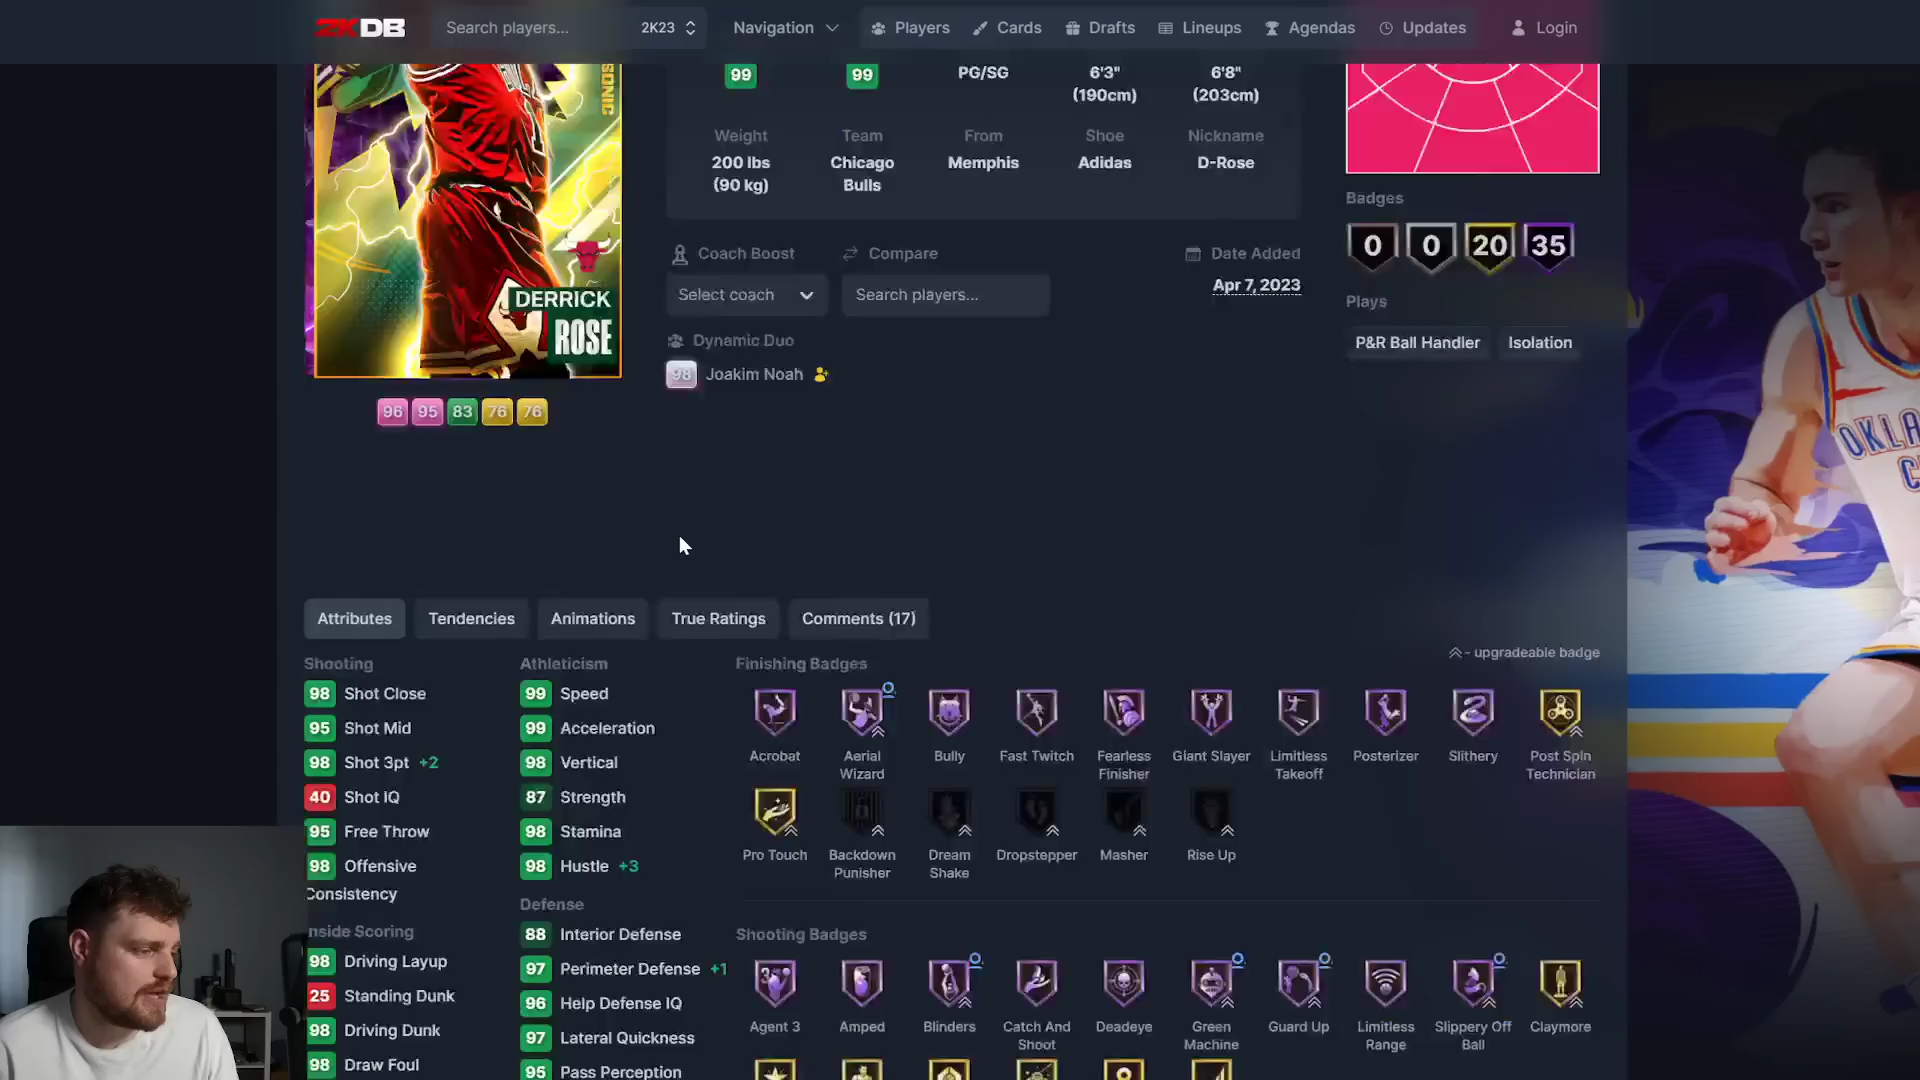 2KDB
Search players...
2K23
Navigation
Players
Cards
Drafts
Lineups
Agendas
Updates
Login
SONIC
DERRICK
ROSE
96 95 83 76 76
99
99
PG/SG
6'3"
(190cm)
6'8"
(203cm)
Weight
200 lbs
(90 kg)
Team
Chicago
Bulls
From
Memphis
Shoe
Adidas
Nickname
D-Rose
Coach Boost
Select coach
Compare
Search players...
Date Added
Apr 7, 2023
Dynamic Duo
98 Joakim Noah
Badges
0 0 20 35
Plays
P&R Ball Handler
Isolation
Attributes
Tendencies
Animations
True Ratings
Comments (17)
- upgradeable badge
Shooting
98 Shot Close
95 Shot Mid
98 Shot 3pt +2
40 Shot IQ
95 Free Throw
98 Offensive
Consistency
nside Scoring
98 Driving Layup
25 Standing Dunk
98 Driving Dunk
98 Draw Foul
Athleticism
99 Speed
99 Acceleration
98 Vertical
87 Strength
98 Stamina
98 Hustle +3
Defense
88 Interior Defense
97 Perimeter Defense +1
96 Help Defense IQ
97 Lateral Quickness
95 Pass Perception
Finishing Badges
Acrobat
Aerial
Wizard
Bully
Fast Twitch
Fearless
Finisher
Giant Slayer
Limitless
Takeoff
Posterizer
Slithery
Post Spin
Technician
Pro Touch
Backdown
Punisher
Dream
Shake
Dropstepper
Masher
Rise Up
Shooting Badges
Agent 3
Amped
Blinders
Catch And
Shoot
Deadeye
Green
Machine
Guard Up
Limitless
Range
Slippery Off
Ball
Claymore